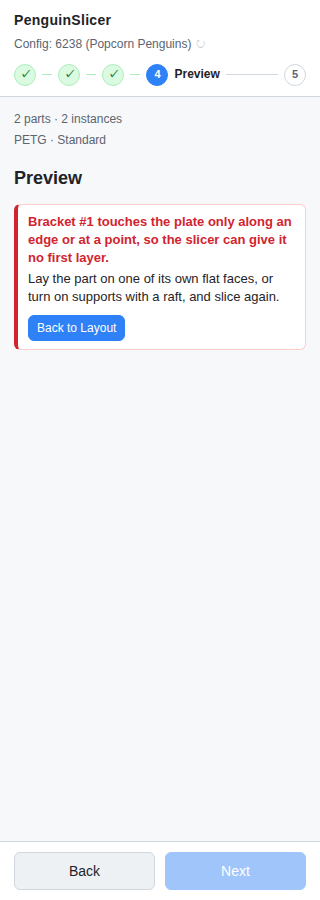 PenguinSlicer
Config: 6238 (Popcorn Penguins) ↻
✓ ✓ ✓ 4 Preview 5
2 parts · 2 instances
PETG · Standard
Preview
Bracket #1 touches the plate only along an
edge or at a point, so the slicer can give it
no first layer.
Lay the part on one of its own flat faces, or
turn on supports with a raft, and slice again.
Back to Layout
Back Next